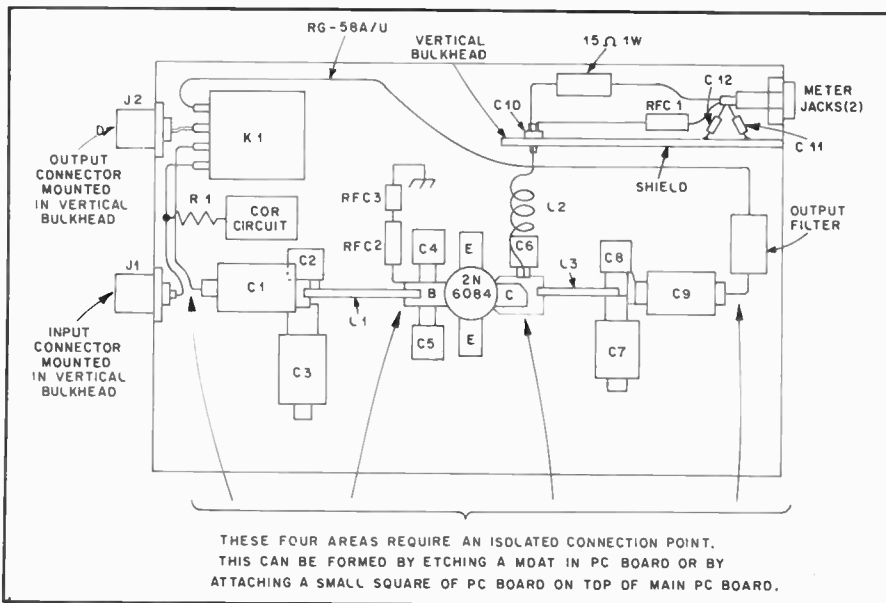 RG-58A/U
VERTICAL
BULKHEAD
15Ω 1W
C10
C12
RFC 1
METER
JACKS(2)
C11
SHIELD
J2
K1
OUTPUT
CONNECTOR
MOUNTED
IN VERTICAL
BULKHEAD
R1
COR
CIRCUIT
RFC3
RFC2
L2
OUTPUT
FILTER
J1
C1
C2
C4
E
C6
C8
B
2N
6084
C
L3
C9
L1
C5
E
C3
C7
INPUT
CONNECTOR
MOUNTED
IN VERTICAL
BULKHEAD
THESE FOUR AREAS REQUIRE AN ISOLATED CONNECTION POINT.
THIS CAN BE FORMED BY ETCHING A MOAT IN PC BOARD OR BY
ATTACHING A SMALL SQUARE OF PC BOARD ON TOP OF MAIN PC BOARD.